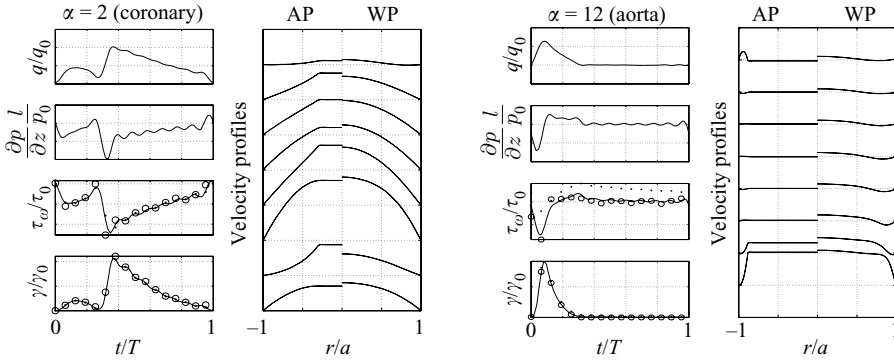 α = 2 (coronary)
AP WP
q/q0
∂p/∂z l/p0
τω/τ0
γ/γ0
0 1
t/T
Velocity profiles
−1 1
r/a
α = 12 (aorta)
AP WP
q/q0
∂p/∂z l/p0
τω/τ0
γ/γ0
0 1
t/T
Velocity profiles
−1 1
r/a